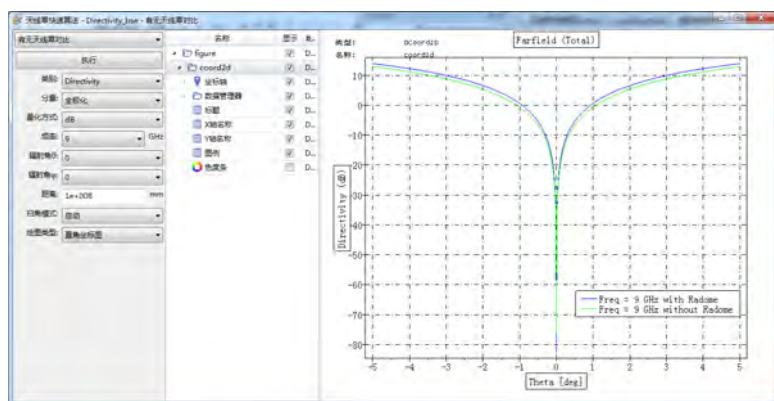 天线罩快速算法 - Directivity_line - 有无天线罩对比
有无天线罩对比
执行
类别: Directivity
分量: 全极化
量化方式: dB
频率: 9 GHz
辐射角θ: 0
辐射角φ: 0
距离: 1e+008 mm
扫角模式: 自动
绘图类型: 直角坐标图
名称 显示
figure D...
coord2d D...
坐标轴 D...
数据管理器 D...
标题 D...
X轴名称 D...
Y轴名称 D...
图例 D...
色度条 D...
类型: DCoord2D
名称: coord2d
Farfield (Total)
Directivity (dB)
10
0
-10
-20
-30
-40
-50
-60
-70
-80
Freq = 9 GHz with Radome
Freq = 9 GHz without Radome
-5 -4 -3 -2 -1 0 1 2 3 4 5
Theta [deg]